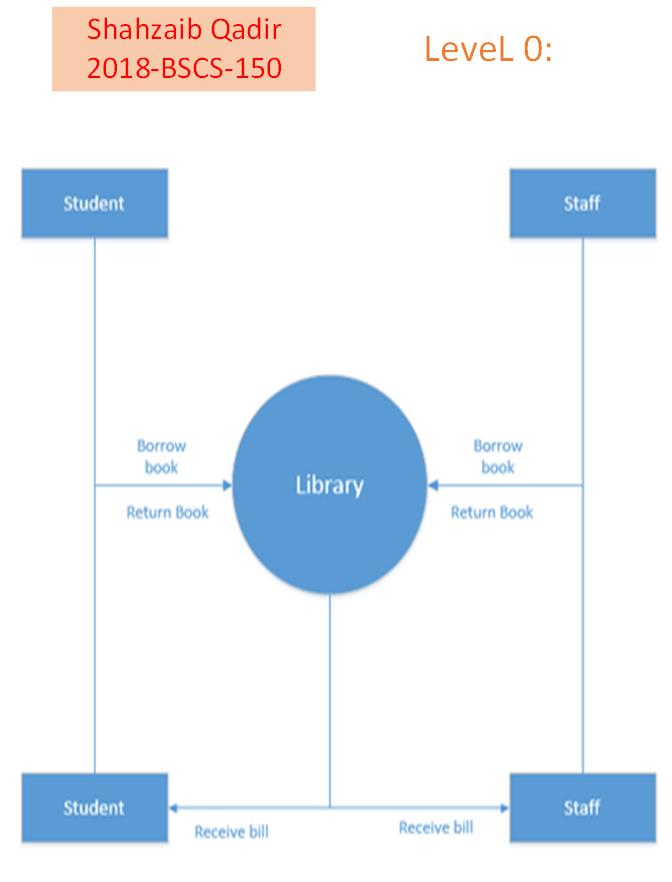 Shahzaib Qadir
2018-BSCS-150
LeveL 0:
Student
Staff
Borrow
book
Return Book
Library
Borrow
book
Return Book
Student
Receive bill
Receive bill
Staff